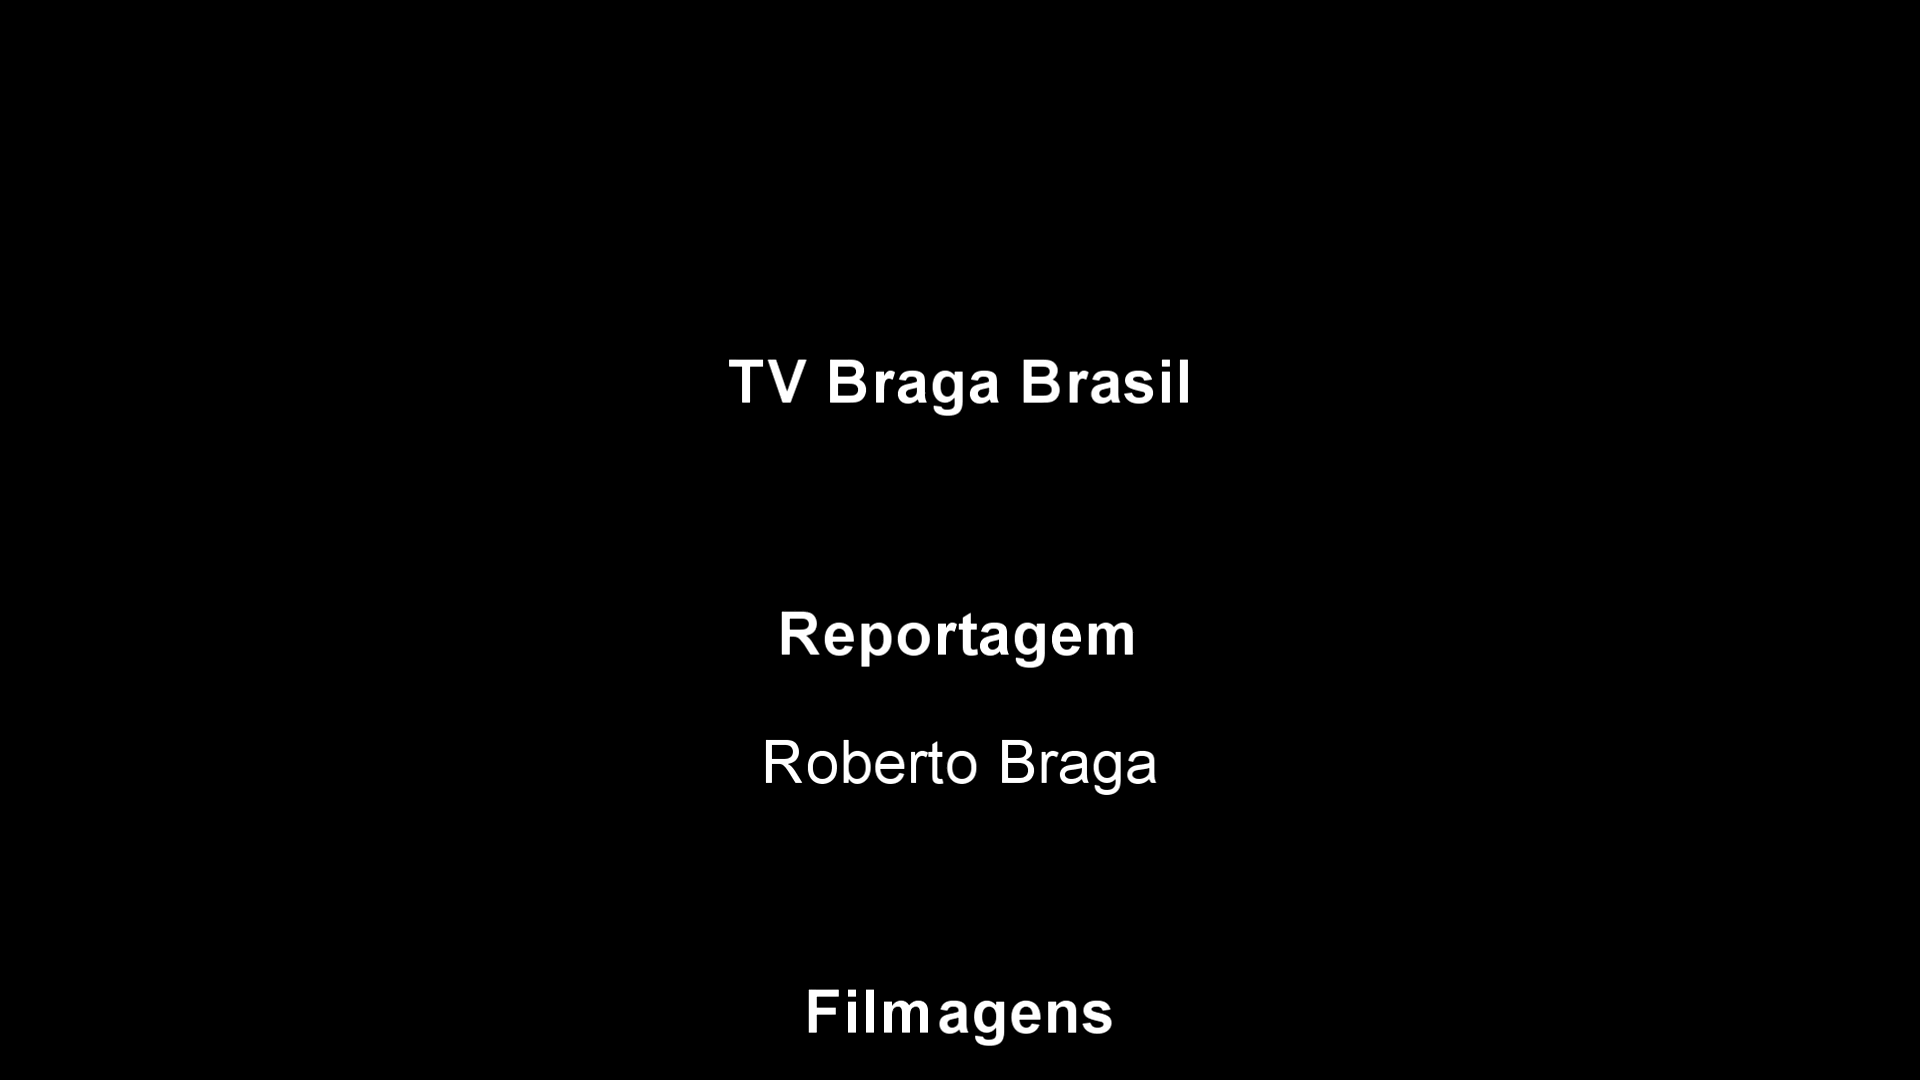 TV Braga Brasil
Reportagem
Roberto Braga
Filmagens